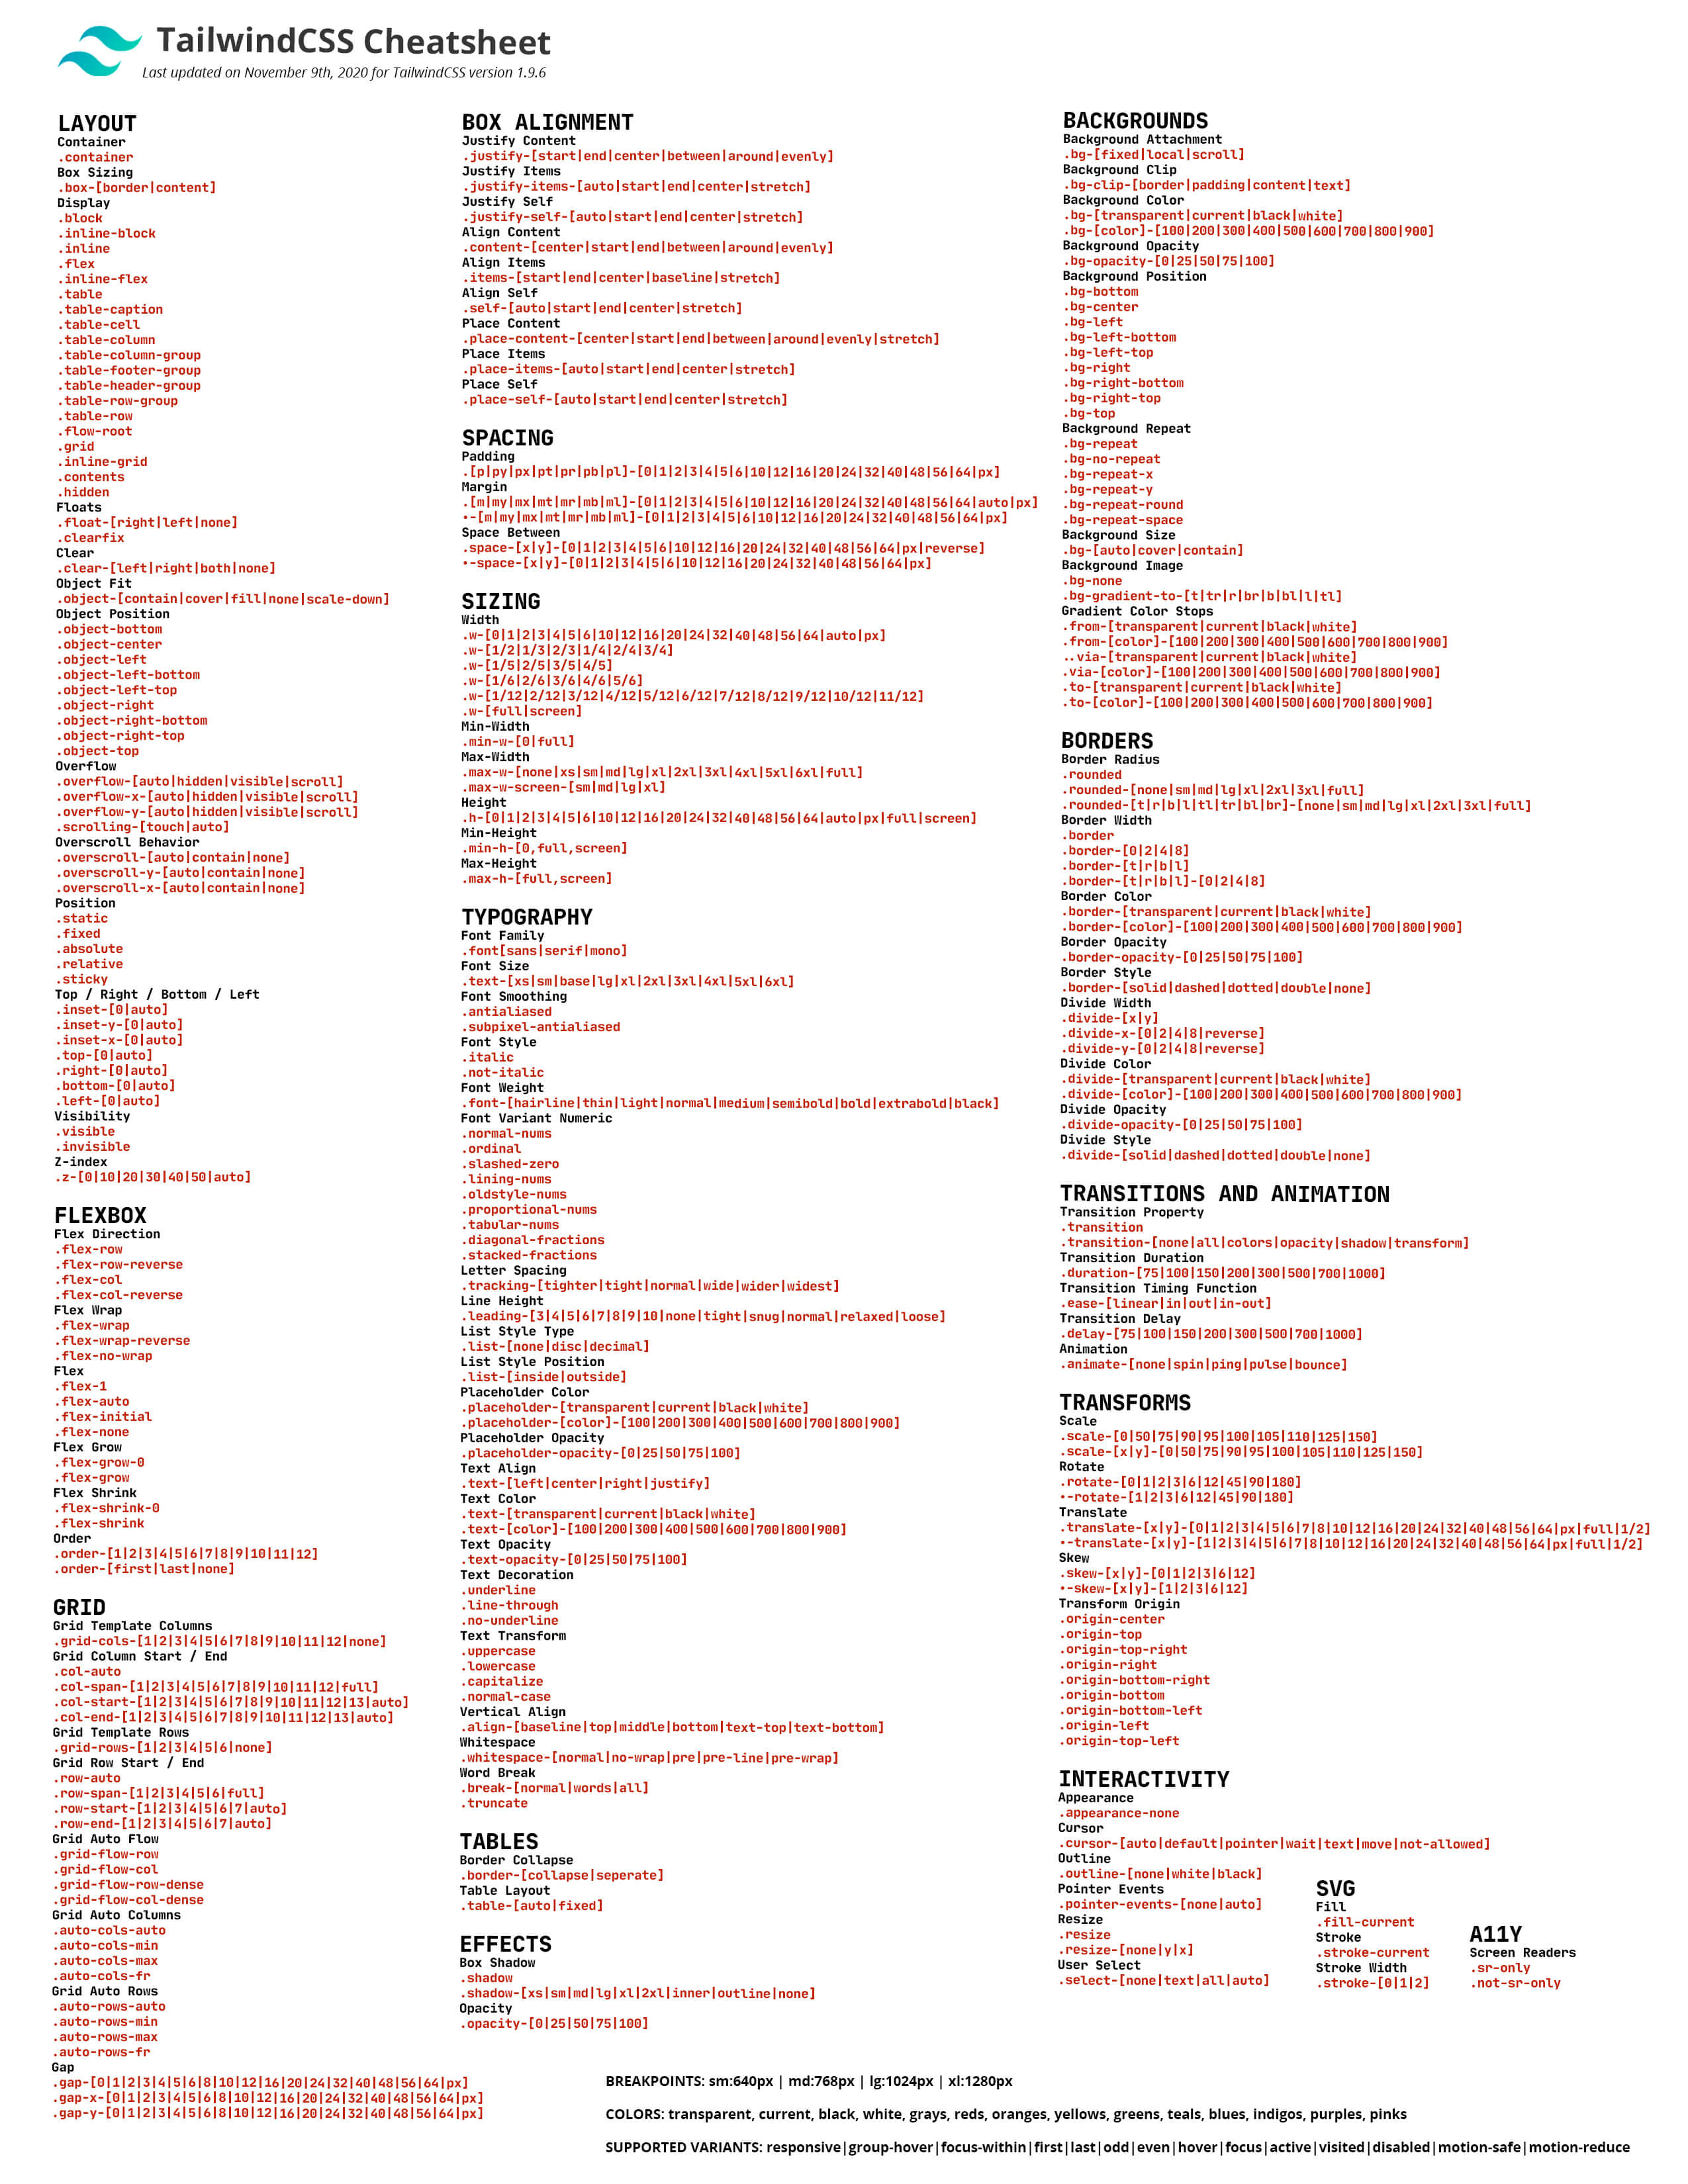 TailwindCSS Cheatsheet
Last updated on November 9th, 2020 for TailwindCSS version 1.9.6
LAYOUT
Container
.container
Box Sizing
.box-[border|content]
Display
.block
.inline-block
.inline
.flex
.inline-flex
.table
.table-caption
.table-cell
.table-column
.table-column-group
.table-footer-group
.table-header-group
.table-row-group
.table-row
.flow-root
.grid
.inline-grid
.contents
.hidden
Floats
.float-[right|left|none]
.clearfix
Clear
.clear-[left|right|both|none]
Object Fit
.object-[contain|cover|fill|none|scale-down]
Object Position
.object-bottom
.object-center
.object-left
.object-left-bottom
.object-left-top
.object-right
.object-right-bottom
.object-right-top
.object-top
Overflow
.overflow-[auto|hidden|visible|scroll]
.overflow-x-[auto|hidden|visible|scroll]
.overflow-y-[auto|hidden|visible|scroll]
.scrolling-[touch|auto]
Overscroll Behavior
.overscroll-[auto|contain|none]
.overscroll-y-[auto|contain|none]
.overscroll-x-[auto|contain|none]
Position
.static
.fixed
.absolute
.relative
.sticky
Top / Right / Bottom / Left
.inset-[0|auto]
.inset-y-[0|auto]
.inset-x-[0|auto]
.top-[0|auto]
.right-[0|auto]
.bottom-[0|auto]
.left-[0|auto]
Visibility
.visible
.invisible
Z-index
.z-[0|10|20|30|40|50|auto]
FLEXBOX
Flex Direction
.flex-row
.flex-row-reverse
.flex-col
.flex-col-reverse
Flex Wrap
.flex-wrap
.flex-wrap-reverse
.flex-no-wrap
Flex
.flex-1
.flex-auto
.flex-initial
.flex-none
Flex Grow
.flex-grow-0
.flex-grow
Flex Shrink
.flex-shrink-0
.flex-shrink
Order
.order-[1|2|3|4|5|6|7|8|9|10|11|12]
.order-[first|last|none]
GRID
Grid Template Columns
.grid-cols-[1|2|3|4|5|6|7|8|9|10|11|12|none]
Grid Column Start / End
.col-auto
.col-span-[1|2|3|4|5|6|7|8|9|10|11|12|full]
.col-start-[1|2|3|4|5|6|7|8|9|10|11|12|13|auto]
.col-end-[1|2|3|4|5|6|7|8|9|10|11|12|13|auto]
Grid Template Rows
.grid-rows-[1|2|3|4|5|6|none]
Grid Row Start / End
.row-auto
.row-span-[1|2|3|4|5|6|full]
.row-start-[1|2|3|4|5|6|7|auto]
.row-end-[1|2|3|4|5|6|7|auto]
Grid Auto Flow
.grid-flow-row
.grid-flow-col
.grid-flow-row-dense
.grid-flow-col-dense
Grid Auto Columns
.auto-cols-auto
.auto-cols-min
.auto-cols-max
.auto-cols-fr
Grid Auto Rows
.auto-rows-auto
.auto-rows-min
.auto-rows-max
.auto-rows-fr
Gap
.gap-[0|1|2|3|4|5|6|8|10|12|16|20|24|32|40|48|56|64|px]
.gap-x-[0|1|2|3|4|5|6|8|10|12|16|20|24|32|40|48|56|64|px]
.gap-y-[0|1|2|3|4|5|6|8|10|12|16|20|24|32|40|48|56|64|px]
BOX ALIGNMENT
Justify Content
.justify-[start|end|center|between|around|evenly]
Justify Items
.justify-items-[auto|start|end|center|stretch]
Justify Self
.justify-self-[auto|start|end|center|stretch]
Align Content
.content-[center|start|end|between|around|evenly]
Align Items
.items-[start|end|center|baseline|stretch]
Align Self
.self-[auto|start|end|center|stretch]
Place Content
.place-content-[center|start|end|between|around|evenly|stretch]
Place Items
.place-items-[auto|start|end|center|stretch]
Place Self
.place-self-[auto|start|end|center|stretch]
SPACING
Padding
.[p|py|px|pt|pr|pb|pl]-[0|1|2|3|4|5|6|10|12|16|20|24|32|40|48|56|64|px]
Margin
.[m|my|mx|mt|mr|mb|ml]-[0|1|2|3|4|5|6|10|12|16|20|24|32|40|48|56|64|auto|px]
•-[m|my|mx|mt|mr|mb|ml]-[0|1|2|3|4|5|6|10|12|16|20|24|32|40|48|56|64|px]
Space Between
.space-[x|y]-[0|1|2|3|4|5|6|10|12|16|20|24|32|40|48|56|64|px|reverse]
•-space-[x|y]-[0|1|2|3|4|5|6|10|12|16|20|24|32|40|48|56|64|px]
SIZING
Width
.w-[0|1|2|3|4|5|6|10|12|16|20|24|32|40|48|56|64|auto|px]
.w-[1/2|1/3|2/3|1/4|2/4|3/4]
.w-[1/5|2/5|3/5|4/5]
.w-[1/6|2/6|3/6|4/6|5/6]
.w-[1/12|2/12|3/12|4/12|5/12|6/12|7/12|8/12|9/12|10/12|11/12]
.w-[full|screen]
Min-Width
.min-w-[0|full]
Max-Width
.max-w-[none|xs|sm|md|lg|xl|2xl|3xl|4xl|5xl|6xl|full]
.max-w-screen-[sm|md|lg|xl]
Height
.h-[0|1|2|3|4|5|6|10|12|16|20|24|32|40|48|56|64|auto|px|full|screen]
Min-Height
.min-h-[0,full,screen]
Max-Height
.max-h-[full,screen]
TYPOGRAPHY
Font Family
.font[sans|serif|mono]
Font Size
.text-[xs|sm|base|lg|xl|2xl|3xl|4xl|5xl|6xl]
Font Smoothing
.antialiased
.subpixel-antialiased
Font Style
.italic
.not-italic
Font Weight
.font-[hairline|thin|light|normal|medium|semibold|bold|extrabold|black]
Font Variant Numeric
.normal-nums
.ordinal
.slashed-zero
.lining-nums
.oldstyle-nums
.proportional-nums
.tabular-nums
.diagonal-fractions
.stacked-fractions
Letter Spacing
.tracking-[tighter|tight|normal|wide|wider|widest]
Line Height
.leading-[3|4|5|6|7|8|9|10|none|tight|snug|normal|relaxed|loose]
List Style Type
.list-[none|disc|decimal]
List Style Position
.list-[inside|outside]
Placeholder Color
.placeholder-[transparent|current|black|white]
.placeholder-[color]-[100|200|300|400|500|600|700|800|900]
Placeholder Opacity
.placeholder-opacity-[0|25|50|75|100]
Text Align
.text-[left|center|right|justify]
Text Color
.text-[transparent|current|black|white]
.text-[color]-[100|200|300|400|500|600|700|800|900]
Text Opacity
.text-opacity-[0|25|50|75|100]
Text Decoration
.underline
.line-through
.no-underline
Text Transform
.uppercase
.lowercase
.capitalize
.normal-case
Vertical Align
.align-[baseline|top|middle|bottom|text-top|text-bottom]
Whitespace
.whitespace-[normal|no-wrap|pre|pre-line|pre-wrap]
Word Break
.break-[normal|words|all]
.truncate
TABLES
Border Collapse
.border-[collapse|seperate]
Table Layout
.table-[auto|fixed]
EFFECTS
Box Shadow
.shadow
.shadow-[xs|sm|md|lg|xl|2xl|inner|outline|none]
Opacity
.opacity-[0|25|50|75|100]
BACKGROUNDS
Background Attachment
.bg-[fixed|local|scroll]
Background Clip
.bg-clip-[border|padding|content|text]
Background Color
.bg-[transparent|current|black|white]
.bg-[color]-[100|200|300|400|500|600|700|800|900]
Background Opacity
.bg-opacity-[0|25|50|75|100]
Background Position
.bg-bottom
.bg-center
.bg-left
.bg-left-bottom
.bg-left-top
.bg-right
.bg-right-bottom
.bg-right-top
.bg-top
Background Repeat
.bg-repeat
.bg-no-repeat
.bg-repeat-x
.bg-repeat-y
.bg-repeat-round
.bg-repeat-space
Background Size
.bg-[auto|cover|contain]
Background Image
.bg-none
.bg-gradient-to-[t|tr|r|br|b|bl|l|tl]
Gradient Color Stops
.from-[transparent|current|black|white]
.from-[color]-[100|200|300|400|500|600|700|800|900]
..via-[transparent|current|black|white]
.via-[color]-[100|200|300|400|500|600|700|800|900]
.to-[transparent|current|black|white]
.to-[color]-[100|200|300|400|500|600|700|800|900]
BORDERS
Border Radius
.rounded
.rounded-[none|sm|md|lg|xl|2xl|3xl|full]
.rounded-[t|r|b|l|tl|tr|bl|br]-[none|sm|md|lg|xl|2xl|3xl|full]
Border Width
.border
.border-[0|2|4|8]
.border-[t|r|b|l]
.border-[t|r|b|l]-[0|2|4|8]
Border Color
.border-[transparent|current|black|white]
.border-[color]-[100|200|300|400|500|600|700|800|900]
Border Opacity
.border-opacity-[0|25|50|75|100]
Border Style
.border-[solid|dashed|dotted|double|none]
Divide Width
.divide-[x|y]
.divide-x-[0|2|4|8|reverse]
.divide-y-[0|2|4|8|reverse]
Divide Color
.divide-[transparent|current|black|white]
.divide-[color]-[100|200|300|400|500|600|700|800|900]
Divide Opacity
.divide-opacity-[0|25|50|75|100]
Divide Style
.divide-[solid|dashed|dotted|double|none]
TRANSITIONS AND ANIMATION
Transition Property
.transition
.transition-[none|all|colors|opacity|shadow|transform]
Transition Duration
.duration-[75|100|150|200|300|500|700|1000]
Transition Timing Function
.ease-[linear|in|out|in-out]
Transition Delay
.delay-[75|100|150|200|300|500|700|1000]
Animation
.animate-[none|spin|ping|pulse|bounce]
TRANSFORMS
Scale
.scale-[0|50|75|90|95|100|105|110|125|150]
.scale-[x|y]-[0|50|75|90|95|100|105|110|125|150]
Rotate
.rotate-[0|1|2|3|6|12|45|90|180]
•-rotate-[1|2|3|6|12|45|90|180]
Translate
.translate-[x|y]-[0|1|2|3|4|5|6|7|8|10|12|16|20|24|32|40|48|56|64|px|full|1/2]
•-translate-[x|y]-[1|2|3|4|5|6|7|8|10|12|16|20|24|32|40|48|56|64|px|full|1/2]
Skew
.skew-[x|y]-[0|1|2|3|6|12]
•-skew-[x|y]-[1|2|3|6|12]
Transform Origin
.origin-center
.origin-top
.origin-top-right
.origin-right
.origin-bottom-right
.origin-bottom
.origin-bottom-left
.origin-left
.origin-top-left
INTERACTIVITY
Appearance
.appearance-none
Cursor
.cursor-[auto|default|pointer|wait|text|move|not-allowed]
Outline
.outline-[none|white|black]
Pointer Events
.pointer-events-[none|auto]
Resize
.resize
.resize-[none|y|x]
User Select
.select-[none|text|all|auto]
SVG
Fill
.fill-current
Stroke
.stroke-current
Stroke Width
.stroke-[0|1|2]
A11Y
Screen Readers
.sr-only
.not-sr-only
BREAKPOINTS: sm:640px | md:768px | lg:1024px | xl:1280px
COLORS: transparent, current, black, white, grays, reds, oranges, yellows, greens, teals, blues, indigos, purples, pinks
SUPPORTED VARIANTS: responsive|group-hover|focus-within|first|last|odd|even|hover|focus|active|visited|disabled|motion-safe|motion-reduce